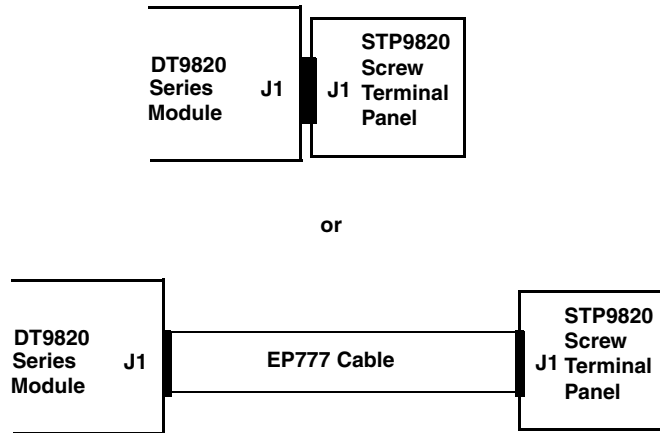 DT9820
Series
Module
J1
J1
STP9820
Screw
Terminal
Panel
or
DT9820
Series
Module
J1
EP777 Cable
J1
STP9820
Screw
Terminal
Panel